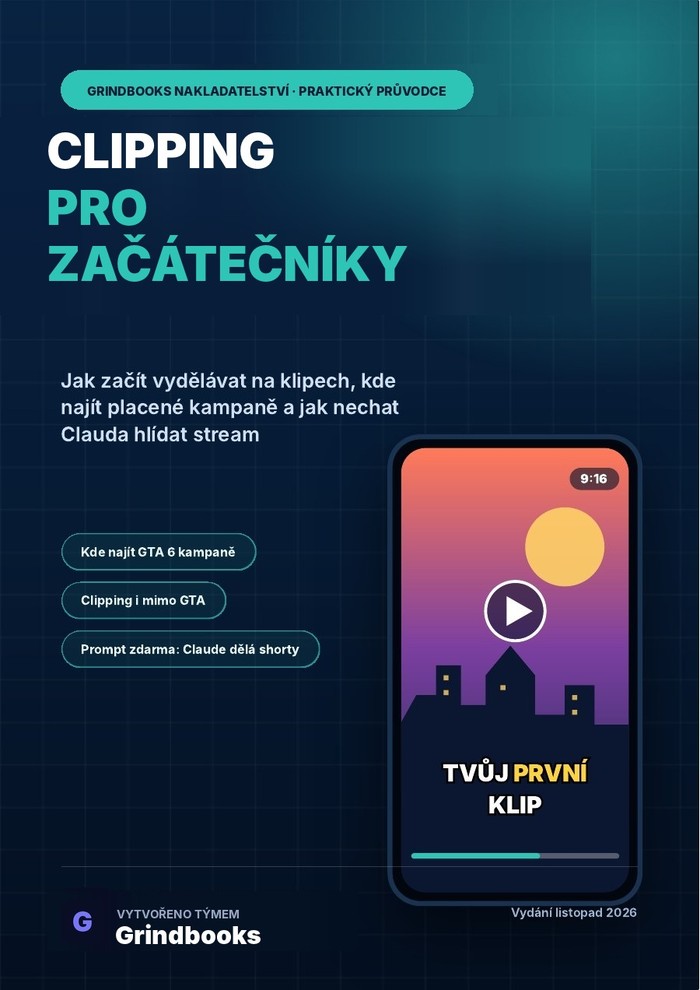 GRINDBOOKS NAKLADATELSTVÍ · PRAKTICKÝ PRŮVODCE
CLIPPING
PRO
ZAČÁTEČNÍKY
Jak začít vydělávat na klipech, kde
najít placené kampaně a jak nechat
Clauda hlídat stream
9:16
Kde najít GTA 6 kampaně
Clipping i mimo GTA
Prompt zdarma: Claude dělá shorty
TVŮJ PRVNÍ
KLIP
G
VYTVOŘENO TÝMEM
Grindbooks
Vydání listopad 2026